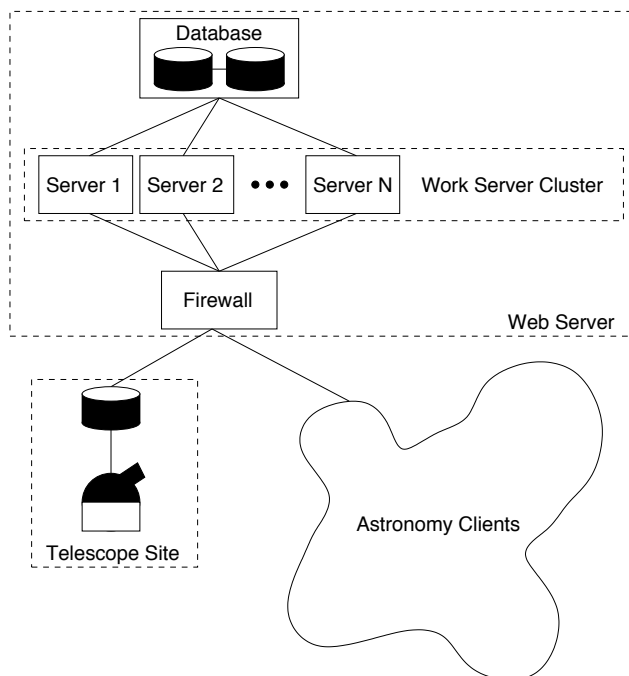 Database
Server 1
Server 2
Server N
Work Server Cluster
Firewall
Web Server
Astronomy Clients
Telescope Site